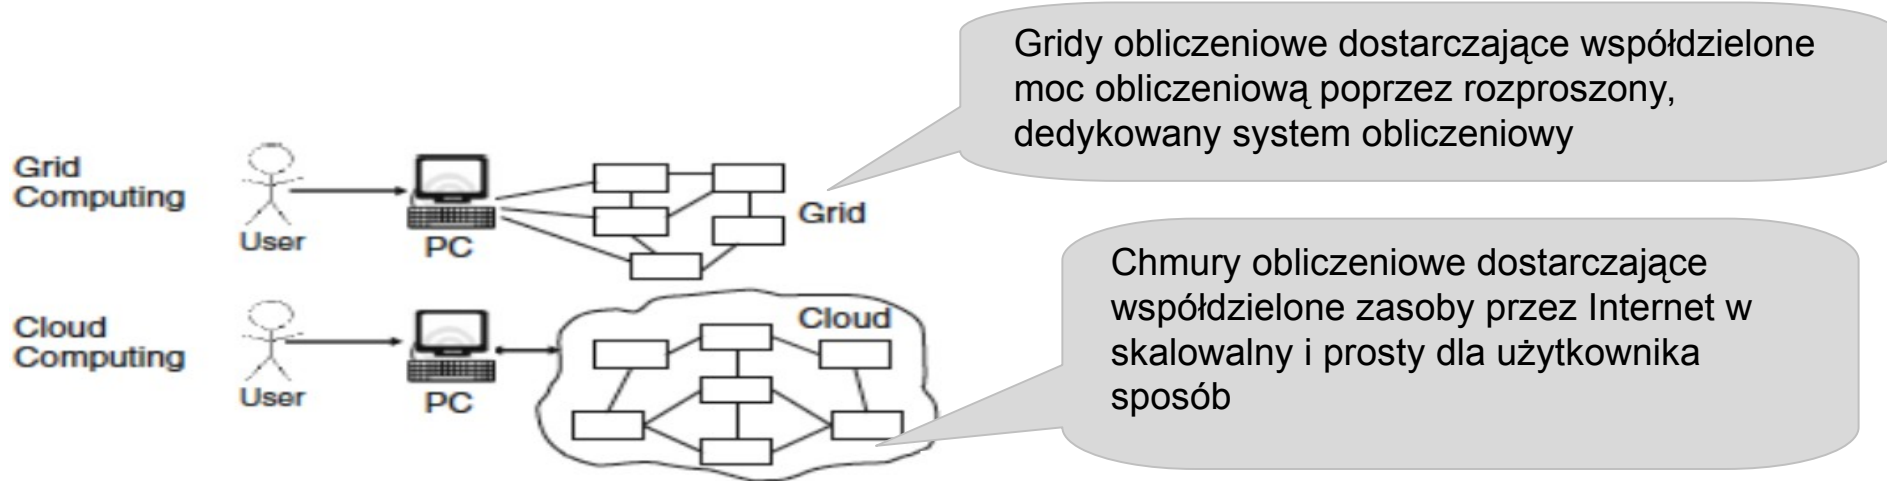 Gridy obliczeniowe dostarczające współdzielone
moc obliczeniową poprzez rozproszony,
dedykowany system obliczeniowy
Grid
Computing
User
PC
Grid
Chmury obliczeniowe dostarczające
współdzielone zasoby przez Internet w
skalowalny i prosty dla użytkownika
sposób
Cloud
Computing
User
PC
Cloud